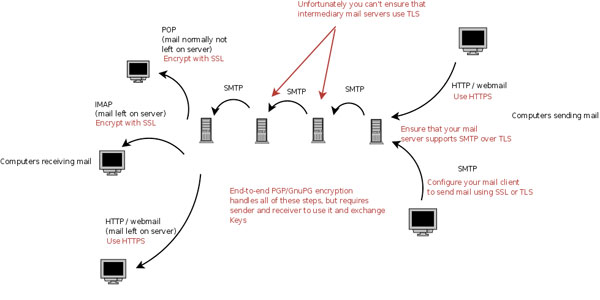 Unfortunately you can't ensure that
intermediary mail servers use TLS
POP
(mail normally not
left on server)
Encrypt with SSL
SMTP
SMTP
SMTP
HTTP / webmail
Use HTTPS
IMAP
(mail left on server)
Encrypt with SSL
Computers sending mail
Ensure that your mail
server supports SMTP over TLS
Computers receiving mail
SMTP
Configure your mail client
to send mail using SSL or TLS
End-to-end PGP/GnuPG encryption
handles all of these steps, but requires
sender and receiver to use it and exchange
Keys
HTTP / webmail
(mail left on server)
Use HTTPS